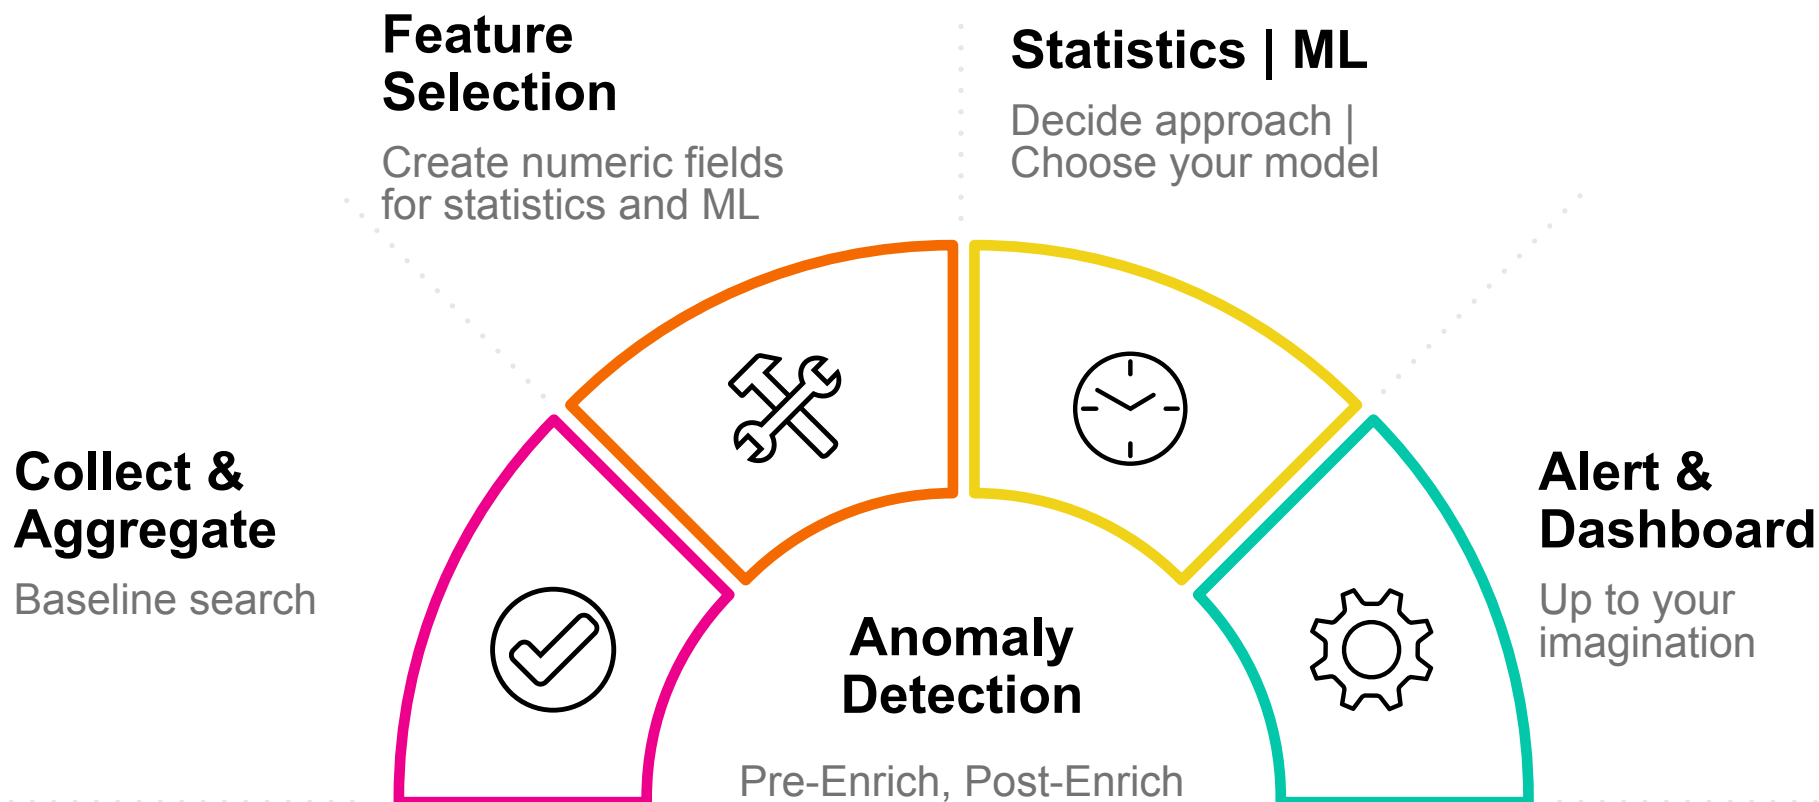 Feature
Selection
Create numeric fields
for statistics and ML
Statistics | ML
Decide approach |
Choose your model
Collect &
Aggregate
Baseline search
Alert &
Dashboard
Up to your
imagination
Anomaly
Detection
Pre-Enrich, Post-Enrich